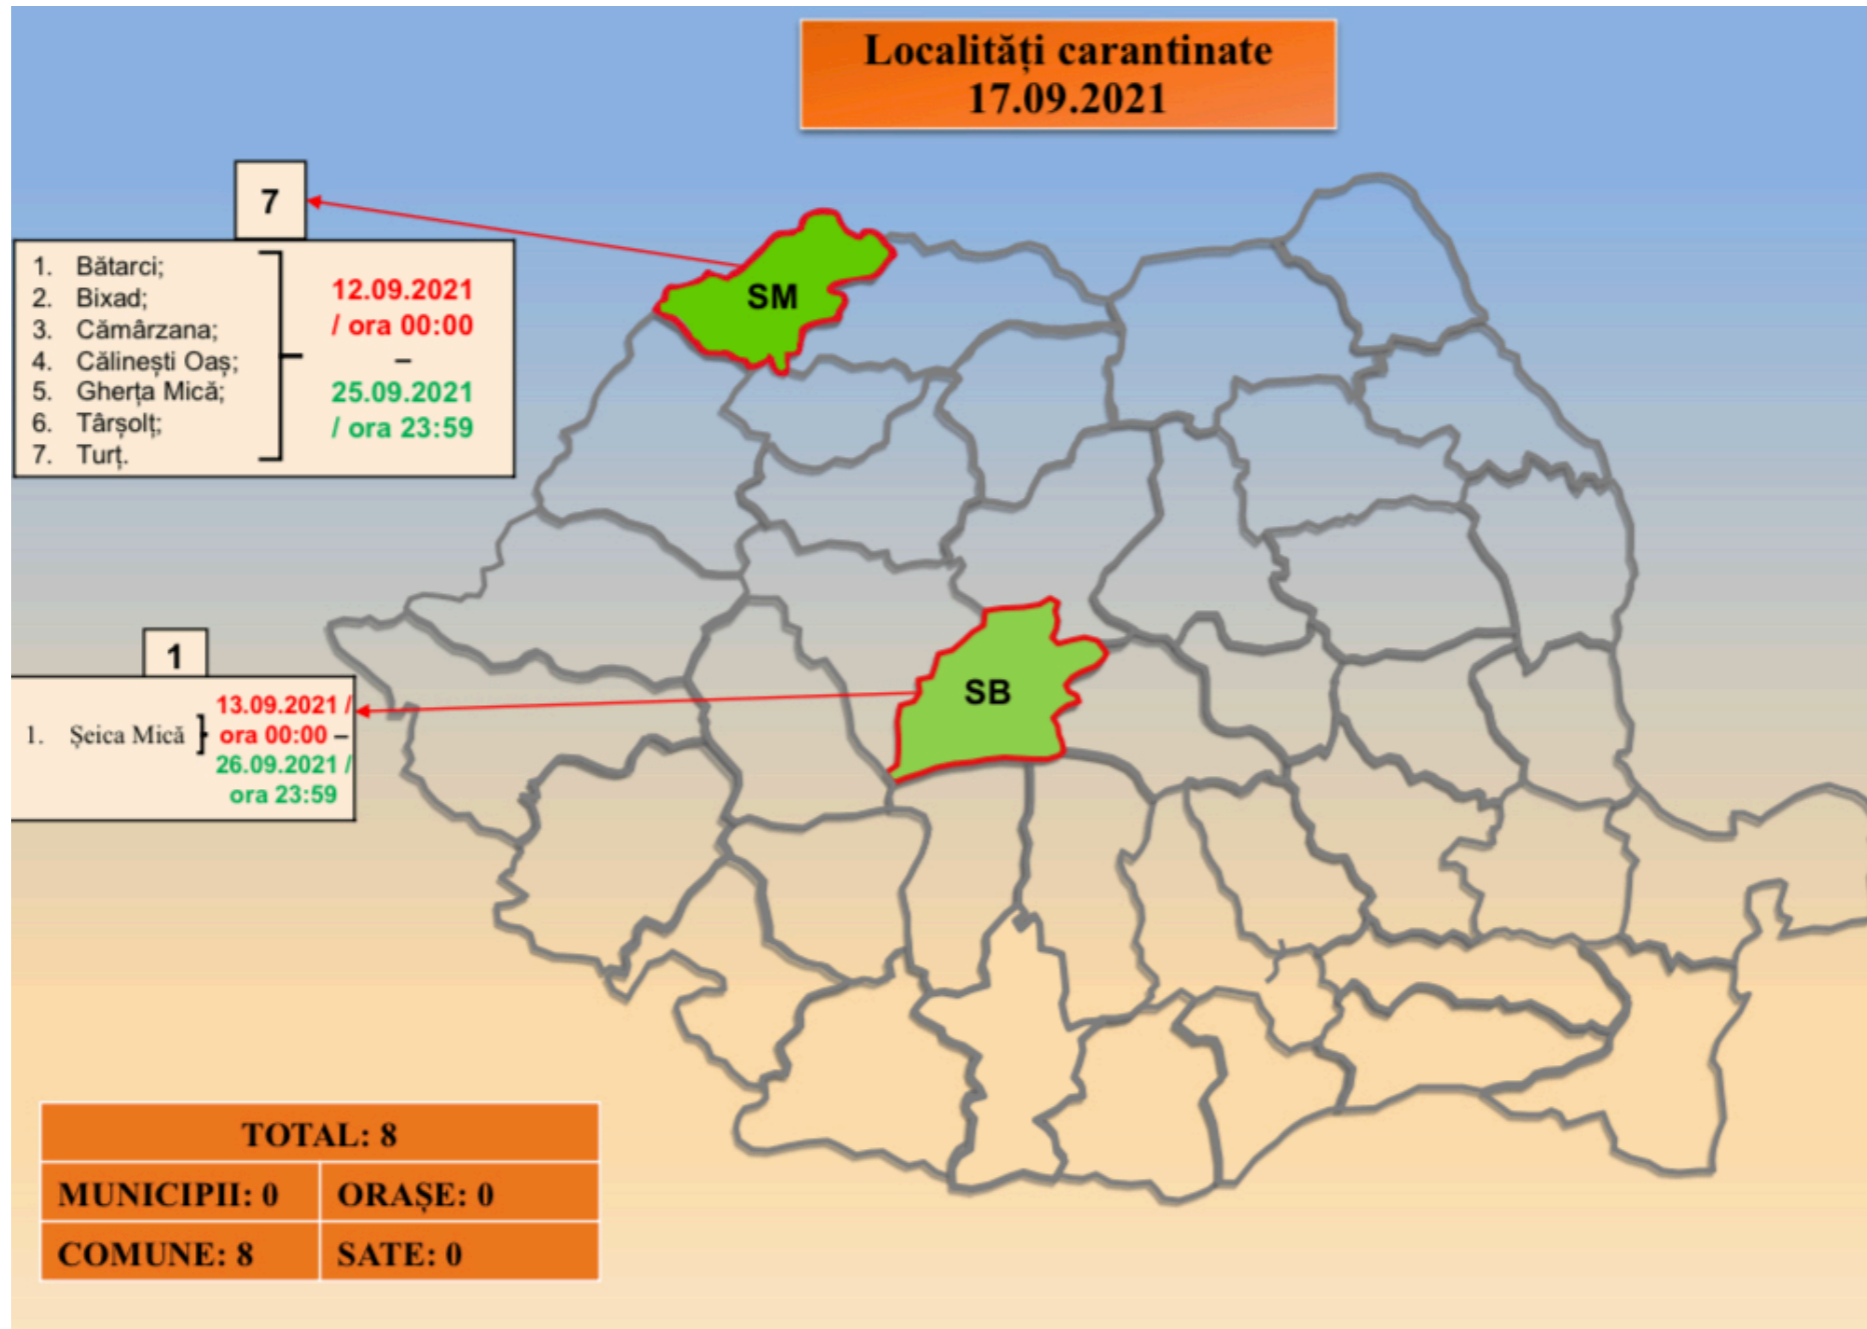 Localități carantinate
17.09.2021
7
1. Bătarci;
2. Bixad;
3. Cămârzana;
4. Călinești Oaș;
5. Gherța Mică;
6. Târșolț;
7. Turț.
12.09.2021
/ ora 00:00
–
25.09.2021
/ ora 23:59
SM
1
1. Șeica Mică
13.09.2021 /
ora 00:00 –
26.09.2021 /
ora 23:59
SB
TOTAL: 8
MUNICIPII: 0 ORAȘE: 0
COMUNE: 8 SATE: 0